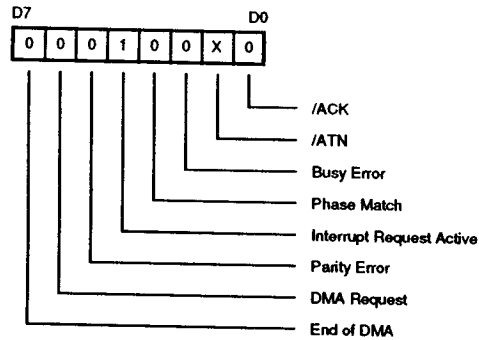 D7 D0
0 0 0 1 0 0 X 0
/ACK
/ATN
Busy Error
Phase Match
Interrupt Request Active
Parity Error
DMA Request
End of DMA